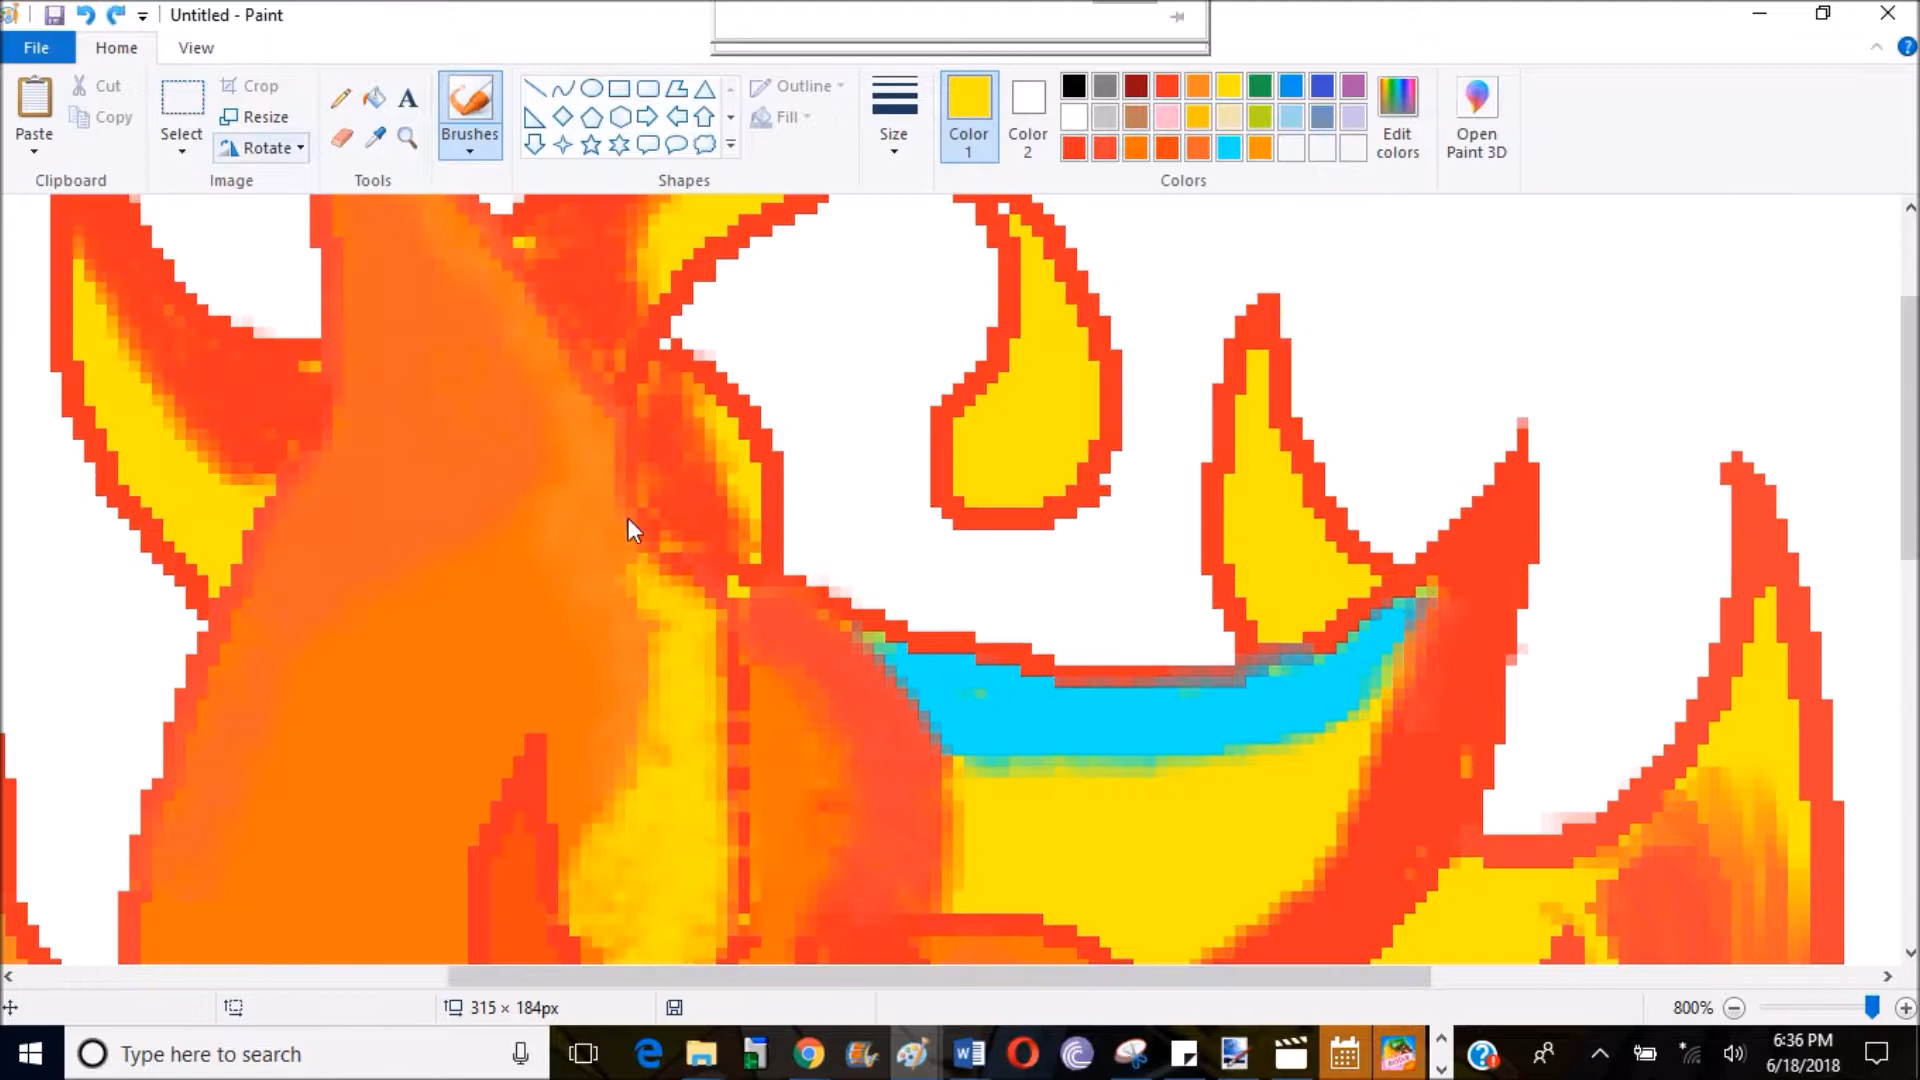 Untitled - Paint
File Home View
Cut
Copy
Paste
Clipboard
Select
Crop
Resize
Rotate
Image
A
Tools
Brushes
Outline
Fill
Shapes
Size
Color
1
Color
2
Edit
colors
Colors
Open
Paint 3D
315 × 184px
800%
Type here to search
6:36 PM
6/18/2018